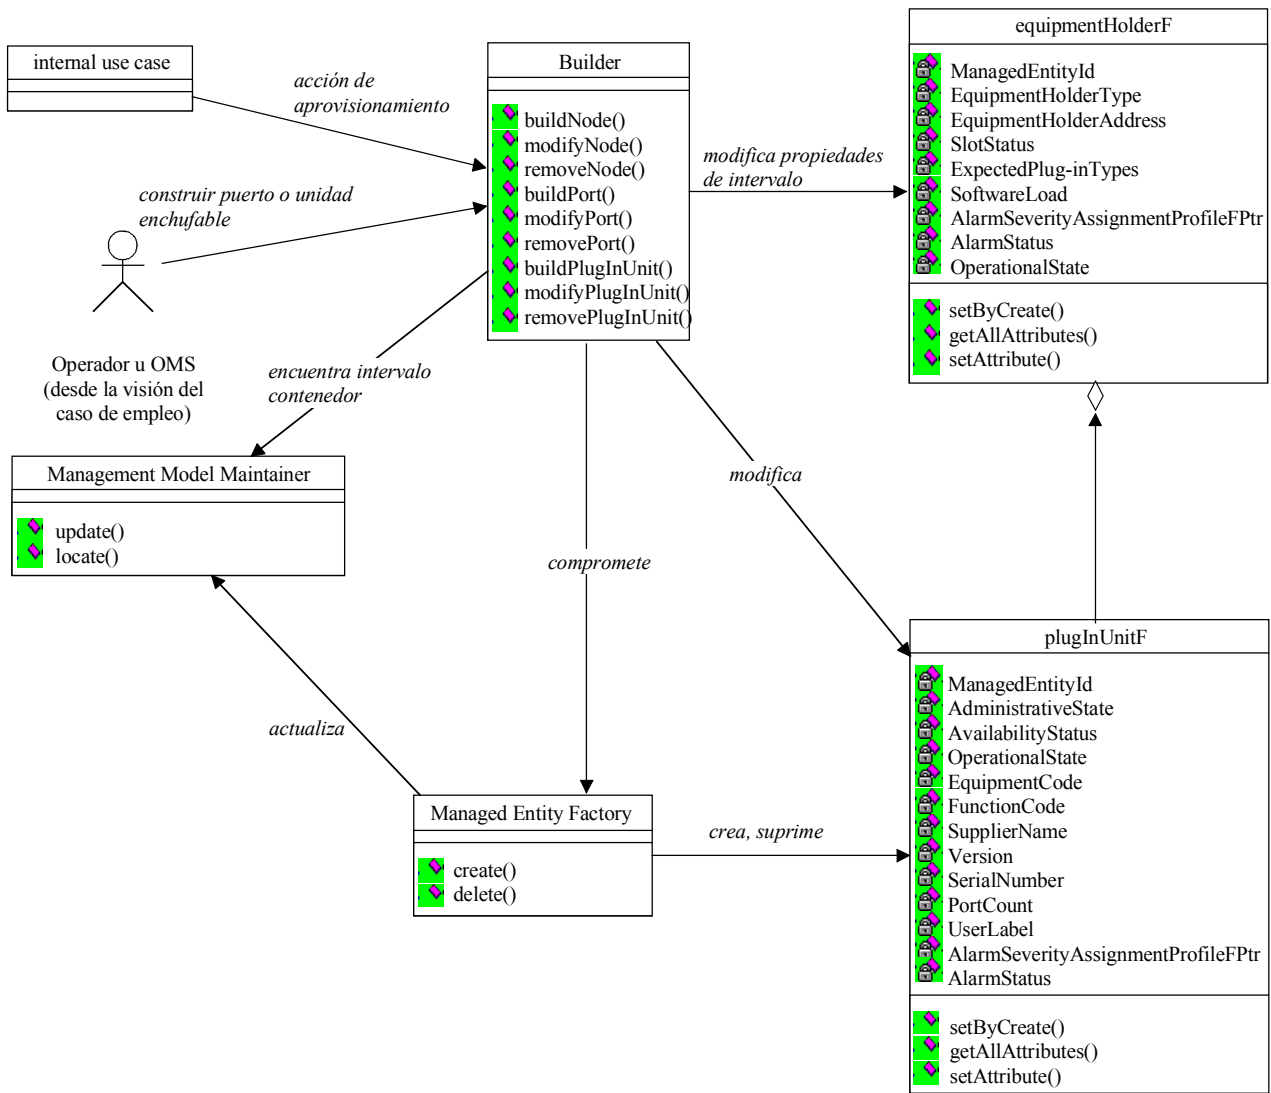 internal use case
acción de
aprovisionamiento
construir puerto o unidad
enchufable
Operador u OMS
(desde la visión del
caso de empleo)
Builder
buildNode()
modifyNode()
removeNode()
buildPort()
modifyPort()
removePort()
buildPlugInUnit()
modifyPlugInUnit()
removePlugInUnit()
modifica propiedades
de intervalo
equipmentHolderF
ManagedEntityId
EquipmentHolderType
EquipmentHolderAddress
SlotStatus
ExpectedPlug-inTypes
SoftwareLoad
AlarmSeverityAssignmentProfileFPtr
AlarmStatus
OperationalState
setByCreate()
getAllAttributes()
setAttribute()
encuentra intervalo
contenedor
Management Model Maintainer
update()
locate()
modifica
compromete
actualiza
Managed Entity Factory
create()
delete()
crea, suprime
plugInUnitF
ManagedEntityId
AdministrativeState
AvailabilityStatus
OperationalState
EquipmentCode
FunctionCode
SupplierName
Version
SerialNumber
PortCount
UserLabel
AlarmSeverityAssignmentProfileFPtr
AlarmStatus
setByCreate()
getAllAttributes()
setAttribute()